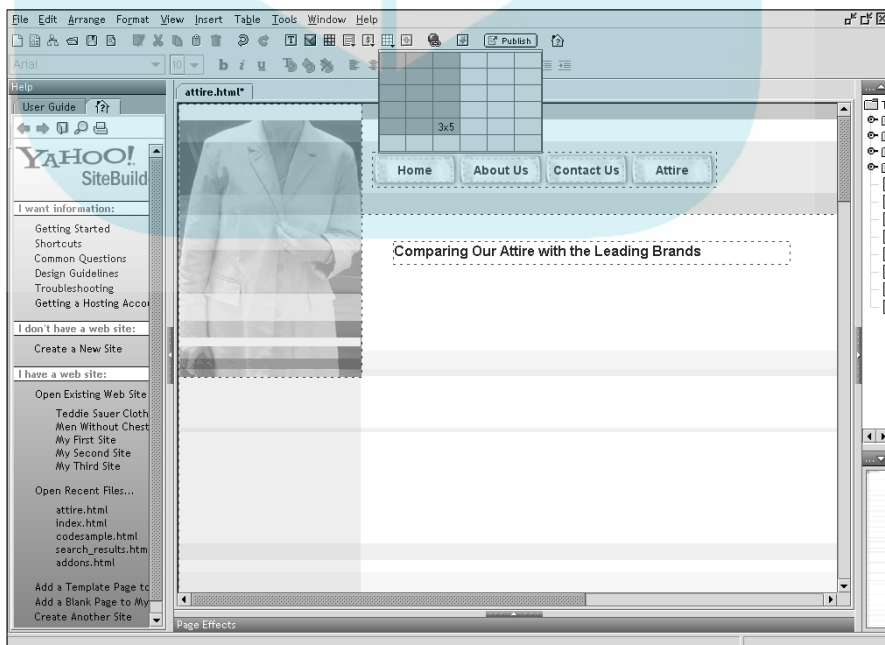 File Edit Arrange Format View Insert Table Tools Window Help
Publish
Arial 10 b i u
Help
User Guide
attire.html*
3x5
YAHOO!
SiteBuild
Home About Us Contact Us Attire
I want information:
Getting Started
Shortcuts
Common Questions
Design Guidelines
Troubleshooting
Getting a Hosting Accou
Comparing Our Attire with the Leading Brands
I don't have a web site:
Create a New Site
I have a web site:
Open Existing Web Site
Teddie Sauer Cloth
Men Without Chest
My First Site
My Second Site
My Third Site
Open Recent Files...
attire.html
index.html
codesample.html
search_results.htm
addons.html
Add a Template Page to
Add a Blank Page to My
Create Another Site
Page Effects